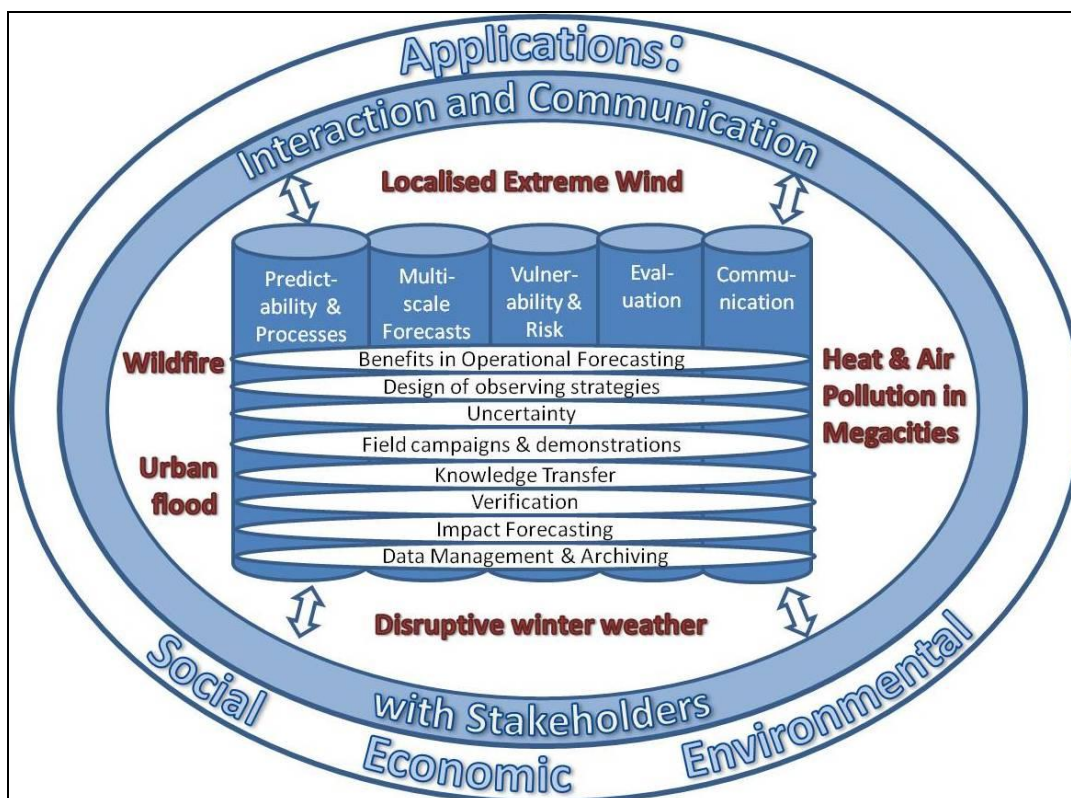 Applications:
Interaction and Communication
Localised Extreme Wind
Predict-
ability &
Processes
Multi-
scale
Forecasts
Vulner-
ability &
Risk
Eval-
uation
Commu-
nication
Wildfire
Urban
flood
Benefits in Operational Forecasting
Design of observing strategies
Uncertainty
Field campaigns & demonstrations
Knowledge Transfer
Verification
Impact Forecasting
Data Management & Archiving
Heat & Air
Pollution in
Megacities
Disruptive winter weather
with Stakeholders
Social
Economic
Environmental